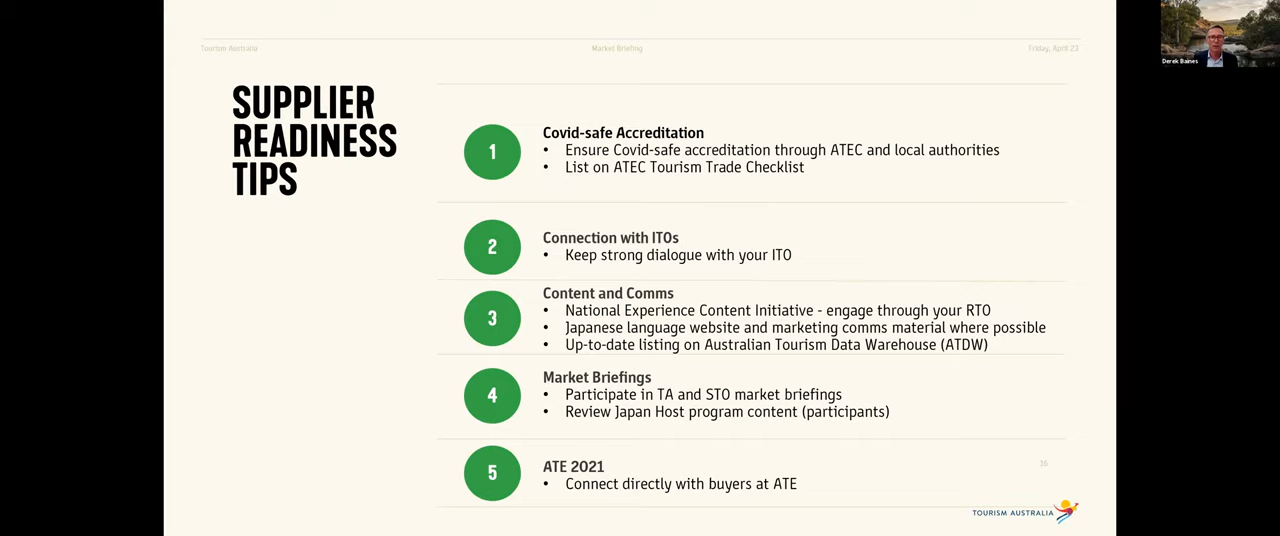 Tourism Australia
Market Briefing
Friday, April 23
Derek Baines
SUPPLIER
READINESS
TIPS
1
Covid-safe Accreditation
• Ensure Covid-safe accreditation through ATEC and local authorities
• List on ATEC Tourism Trade Checklist
2
Connection with ITOs
• Keep strong dialogue with your ITO
3
Content and Comms
• National Experience Content Initiative - engage through your RTO
• Japanese language website and marketing comms material where possible
• Up-to-date listing on Australian Tourism Data Warehouse (ATDW)
4
Market Briefings
• Participate in TA and STO market briefings
• Review Japan Host program content (participants)
5
ATE 2021
• Connect directly with buyers at ATE
16
TOURISM AUSTRALIA